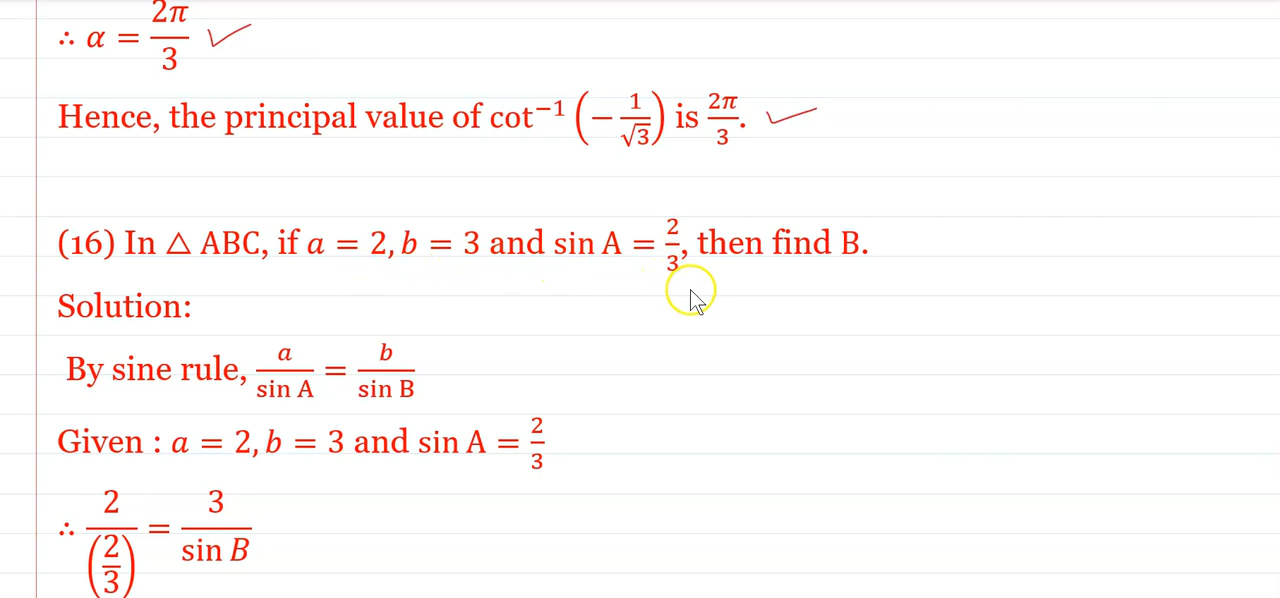 ∴ α = 2π/3
Hence, the principal value of cot⁻¹ (−1/√3) is 2π/3.
(16) In △ ABC, if a = 2, b = 3 and sin A = 2/3, then find B.
Solution:
By sine rule, a/sin A = b/sin B
Given : a = 2, b = 3 and sin A = 2/3
∴ 2/(2/3) = 3/sin B